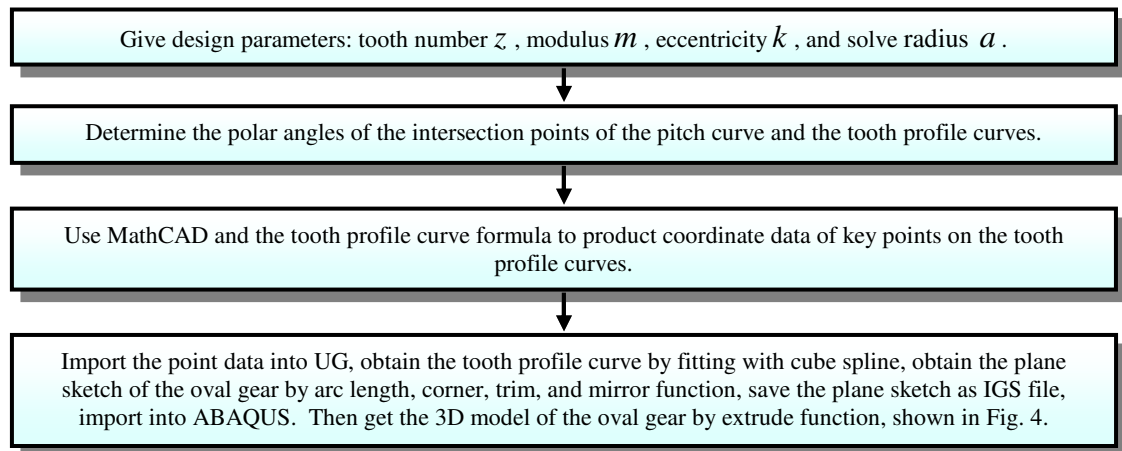 Give design parameters: tooth number z , modulus m , eccentricity k , and solve radius a .
Determine the polar angles of the intersection points of the pitch curve and the tooth profile curves.
Use MathCAD and the tooth profile curve formula to product coordinate data of key points on the tooth
profile curves.
Import the point data into UG, obtain the tooth profile curve by fitting with cube spline, obtain the plane
sketch of the oval gear by arc length, corner, trim, and mirror function, save the plane sketch as IGS file,
import into ABAQUS. Then get the 3D model of the oval gear by extrude function, shown in Fig. 4.